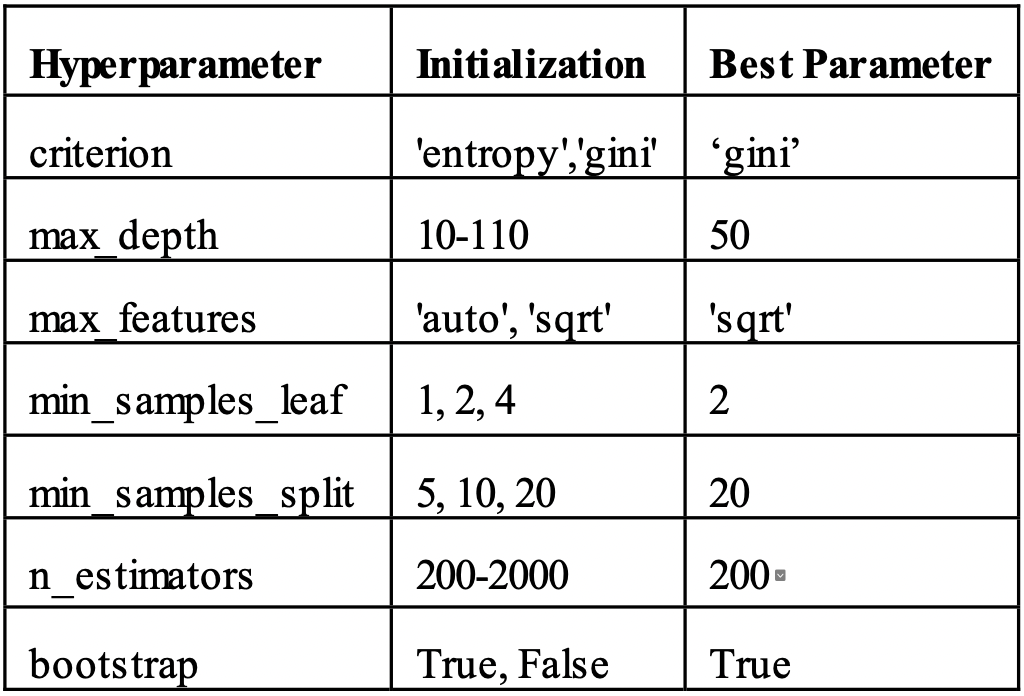 Hyperparameter Initialization Best Parameter
criterion 'entropy','gini' ‘gini’
max_depth 10-110 50
max_features 'auto', 'sqrt' 'sqrt'
min_samples_leaf 1, 2, 4 2
min_samples_split 5, 10, 20 20
n_estimators 200-2000 200
bootstrap True, False True